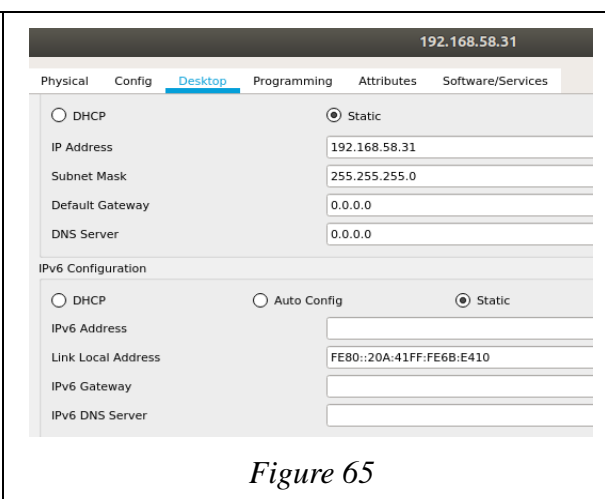 192.168.58.31
Physical Config Desktop Programming Attributes Software/Services
DHCP Static
IP Address 192.168.58.31
Subnet Mask 255.255.255.0
Default Gateway 0.0.0.0
DNS Server 0.0.0.0
IPv6 Configuration
DHCP Auto Config Static
IPv6 Address
Link Local Address FE80::20A:41FF:FE6B:E410
IPv6 Gateway
IPv6 DNS Server
Figure 65